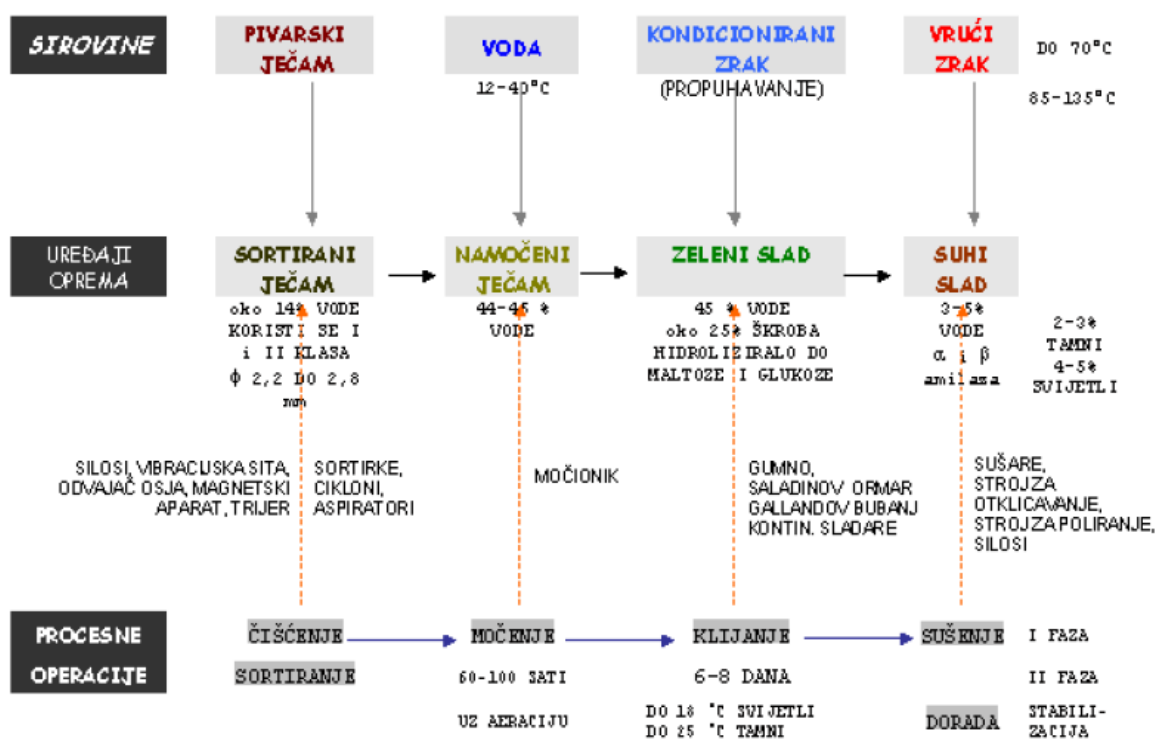 SIROVINE
PIVARSKI
JEČAM
VODA
12-40°C
KONDICIONIRANI
ZRAK
(PROPUHAVANJE)
VRUĆI
ZRAK
DO 70°C
85-135°C
UREĐAJI
OPREMA
SORTIRANI
JEČAM
oko 14% VODE
KORISTI SE I
i II KLASA
ϕ 2,2 DO 2,8
mm
NAMOČENI
JEČAM
44-45 %
VODE
ZELENI SLAD
45 % VODE
oko 25% ŠKROBA
HIDROLIZIRALO DO
MALTOZE I GLUKOZE
SUHI
SLAD
3-5%
VODE
α i β
amilaza
2-3%
TAMNI
4-5%
SVIJETLI
SILOSI, VIBRACIJSKA SITA,
ODVAJAČ OSJA, MAGNETSKI
APARAT, TRIJER
SORTIRKE,
CIKLONI,
ASPIRATORI
MOČIONIK
GUMNO,
SALADINOV ORMAR
GALLANDOV BUBANJ
KONTIN. SLADARE
SUŠARE,
STROJ ZA
OTKLICAVANJE,
STROJ ZA POLIRANJE,
SILOSI
PROCESNE
OPERACIJE
ČIŠĆENJE
SORTIRANJE
MOČENJE
60-100 SATI
UZ AERACIJU
KLIJANJE
6-8 DANA
DO 18 °C SVIJETLI
DO 25 °C TAMNI
SUŠENJE
DORADA
I FAZA
II FAZA
STABILI-
ZACIJA